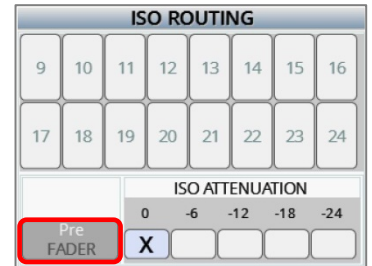 ISO ROUTING
9 10 11 12 13 14 15 16
17 18 19 20 21 22 23 24
ISO ATTENUATION
0 -6 -12 -18 -24
Pre
FADER
X